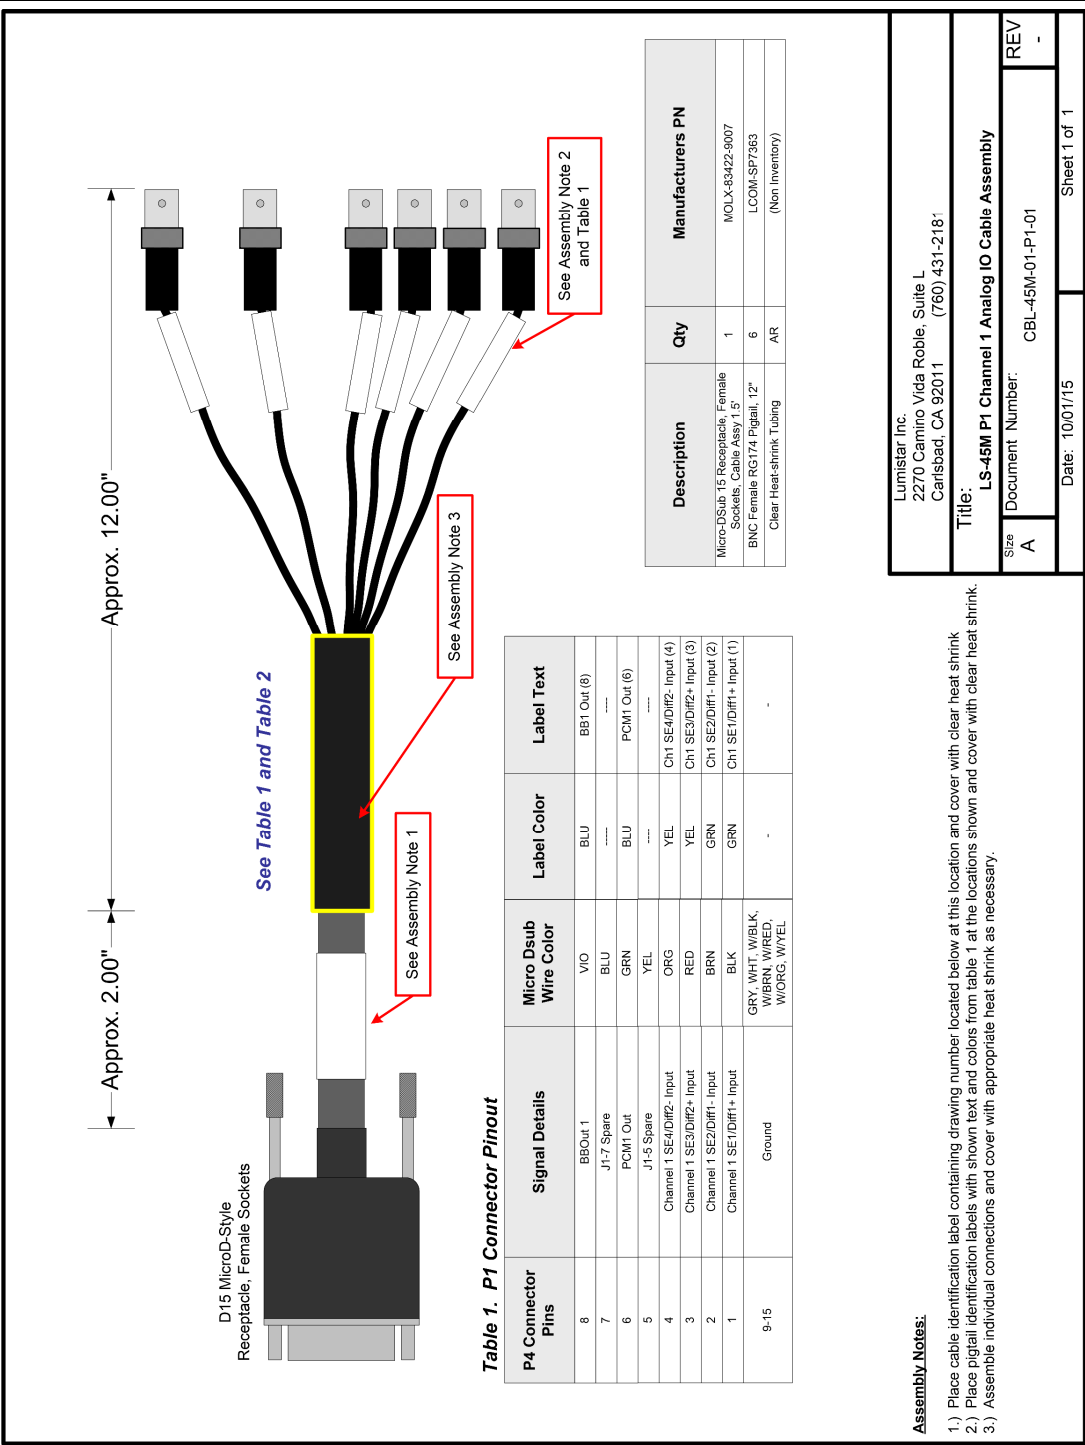 Approx. 2.00"
Approx. 12.00"
D15 MicroD-Style
Receptacle, Female Sockets
See Table 1 and Table 2
See Assembly Note 1
See Assembly Note 3
See Assembly Note 2
and Table 1
Table 1.  P1 Connector Pinout
P4 Connector Pins | Signal Details | Micro Dsub Wire Color | Label Color | Label Text
8 | BBOut 1 | VIO | BLU | BB1 Out (8)
7 | J1-7 Spare | BLU | ---- | ----
6 | PCM1 Out | GRN | BLU | PCM1 Out (6)
5 | J1-5 Spare | YEL | ---- | ----
4 | Channel 1 SE4/Diff2- Input | ORG | YEL | Ch1 SE4/Diff2- Input (4)
3 | Channel 1 SE3/Diff2+ Input | RED | YEL | Ch1 SE3/Diff2+ Input (3)
2 | Channel 1 SE2/Diff1- Input | BRN | GRN | Ch1 SE2/Diff1- Input (2)
1 | Channel 1 SE1/Diff1+ Input | BLK | GRN | Ch1 SE1/Diff1+ Input (1)
9-15 | Ground | GRY, WHT, W/BLK, W/BRN, W/RED, W/ORG, W/YEL | - | -
Description | Qty | Manufacturers PN
Micro-DSub 15 Receptacle, Female Sockets, Cable Assy 1.5' | 1 | MOLX-83422-9007
BNC Female RG174 Pigtail, 12" | 6 | LCOM-SP7363
Clear Heat-shrink Tubing | AR | (Non Inventory)
Assembly Notes:
1.) Place cable identification label containing drawing number located below at this location and cover with clear heat shrink
2.) Place pigtail identification labels with shown text and colors from table 1 at the locations shown and cover with clear heat shrink.
3.) Assemble individual connections and cover with appropriate heat shrink as necessary.
Lumistar Inc.
2270 Camino Vida Roble, Suite L
Carlsbad, CA 92011 (760) 431-2181
Title:
LS-45M P1 Channel 1 Analog IO Cable Assembly
Size
A
Document Number:
CBL-45M-01-P1-01
REV
-
Date: 10/01/15
Sheet 1 of 1